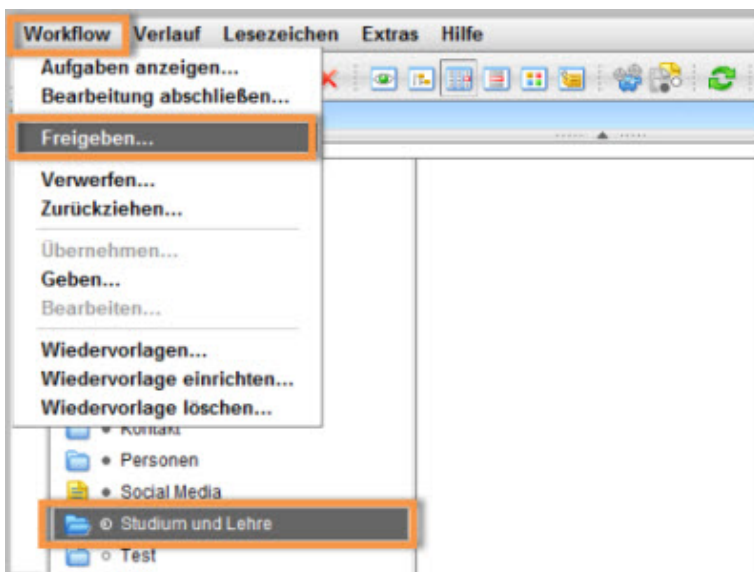 Workflow Verlauf Lesezeichen Extras Hilfe
Aufgaben anzeigen...
Bearbeitung abschließen...
Freigeben...
Verwerfen...
Zurückziehen...
Übernehmen...
Geben...
Bearbeiten...
Wiedervorlagen...
Wiedervorlage einrichten...
Wiedervorlage löschen...
Kontakt
Personen
Social Media
Studium und Lehre
Test